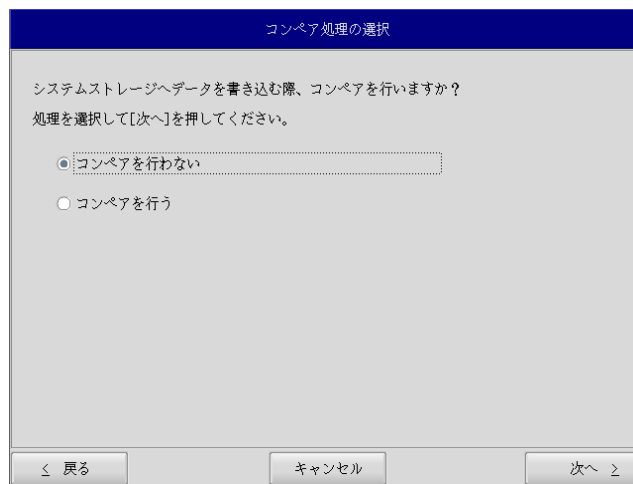 コンペア処理の選択
システムストレージへデータを書き込む際、コンペアを行いますか？
処理を選択して[次へ]を押してください。
コンペアを行わない
コンペアを行う
< 戻る
キャンセル
次へ >